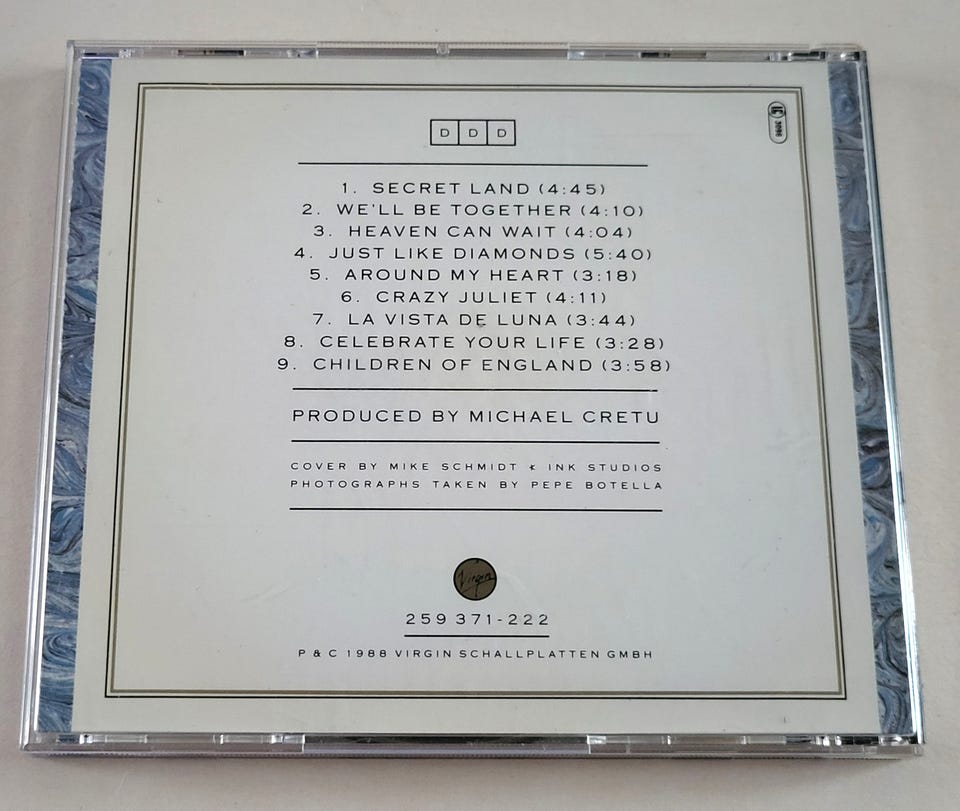 DDD
LC
3098
1. SECRET LAND (4:45)
2. WE'LL BE TOGETHER (4:10)
3. HEAVEN CAN WAIT (4:04)
4. JUST LIKE DIAMONDS (5:40)
5. AROUND MY HEART (3:18)
6. CRAZY JULIET (4:11)
7. LA VISTA DE LUNA (3:44)
8. CELEBRATE YOUR LIFE (3:28)
9. CHILDREN OF ENGLAND (3:58)
PRODUCED BY MICHAEL CRETU
COVER BY MIKE SCHMIDT & INK STUDIOS
PHOTOGRAPHS TAKEN BY PEPE BOTELLA
Virgin
259 371-222
P & C 1988 VIRGIN SCHALLPLATTEN GMBH